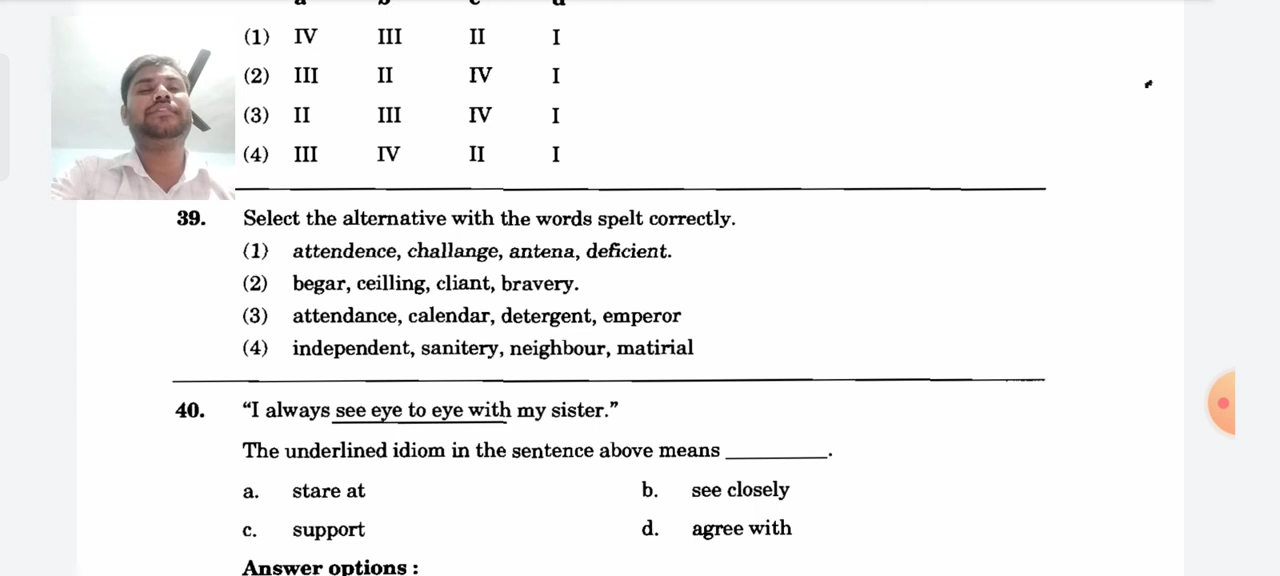 a b c d
(1) IV III II I
(2) III II IV I
(3) II III IV I
(4) III IV II I
39. Select the alternative with the words spelt correctly.
(1) attendence, challange, antena, deficient.
(2) begar, ceilling, cliant, bravery.
(3) attendance, calendar, detergent, emperor
(4) independent, sanitery, neighbour, matirial
40. “I always see eye to eye with my sister.”
The underlined idiom in the sentence above means __________.
a. stare at b. see closely
c. support d. agree with
Answer options :